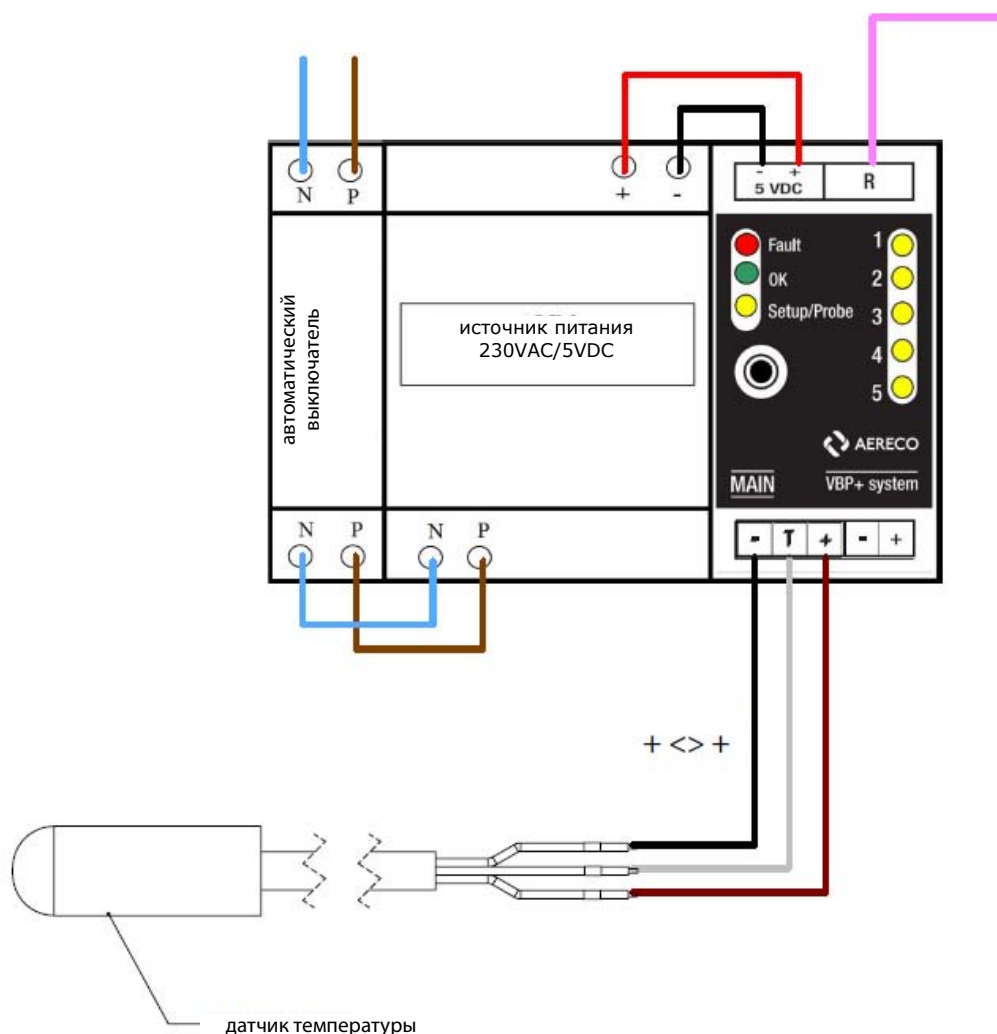 N P
+ -
- +
5 VDC
R
автоматический
выключатель
источник питания
230VAC/5VDC
Fault
OK
Setup/Probe
1
2
3
4
5
AERECO
MAIN
VBP+ system
N P
N P
- T + - +
+ <> +
датчик температуры